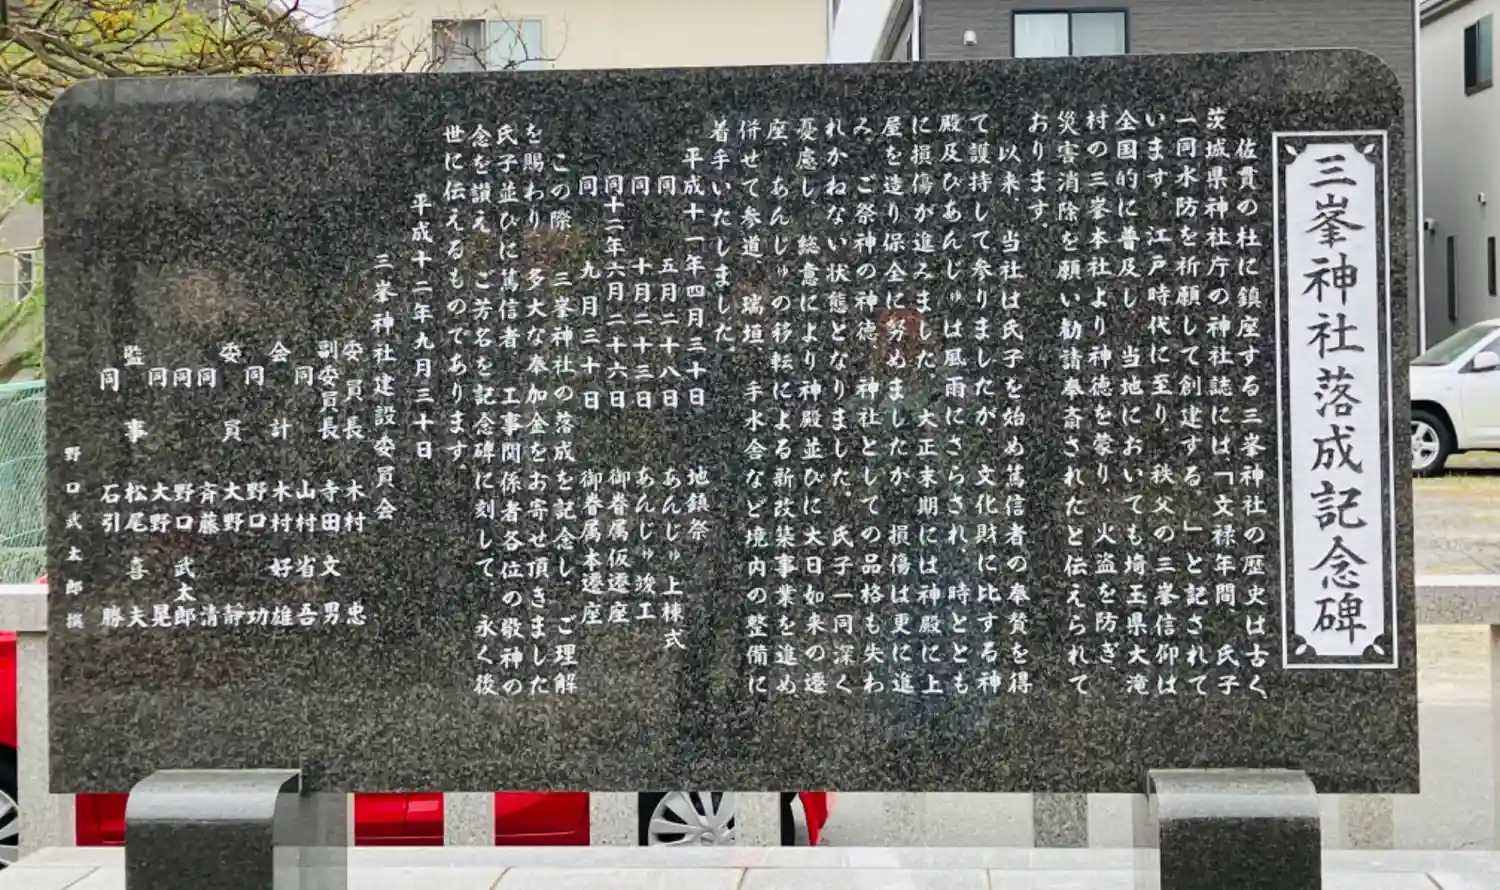 三峯神社落成記念碑
佐貫の杜に鎮座する三峯神社の歴史は古く、
茨城県神社庁の神社誌には「文禄年間、氏子
一同水防を祈願して創建する。」と記されて
います。江戸時代に至り、秩父の三峯信仰は
全国的に普及し、当地においても埼玉県大滝
村の三峯本社より神徳を蒙り、火盗を防ぎ、
災害消除を願い勧請奉斎されたと伝えられて
おります。
以来、当社は氏子を始め篤信者の奉賛を得
て護持して参りましたが、文化財に比する神
殿及びあんじゅは風雨にさらされ、時ととも
に損傷が進みました。大正末期には神殿に上
屋を造り保全に努めましたが、損傷は更に進
み、ご祭神の神徳、神社としての品格も失わ
れかねない状態となりました。氏子一同深く
憂慮し、総意により神殿並びに大日如来の遷
座、あんじゅの移転による新改築事業を進め
併せて参道、瑞垣、手水舎など境内の整備に
着手いたしました。
平成十一年四月三十日 地鎮祭
同 五月二十八日 あんじゅ上棟式
同 十月二十三日 あんじゅ竣工
同十二年六月二十六日 御眷属仮遷座
同 九月三十日 御眷属本遷座
この際、三峯神社の落成を記念し、ご理解
を賜わり、多大な奉加金をお寄せ頂きました
氏子並びに篤信者、工事関係者各位の敬神の
念を讃え、ご芳名を記念碑に刻して、永く後
世に伝えるものであります。
平成十二年九月三十日
三峯神社建設委員会
委員長 木村 忠
副委員長 寺田文男
同 山村省吾
会計 木村好雄
同 野口 功
委員 大野 静
同 斉藤 清
同 野口武太郎
同 大野 晃
監事 松尾喜夫
同 石引 勝
野口武太郎 撰